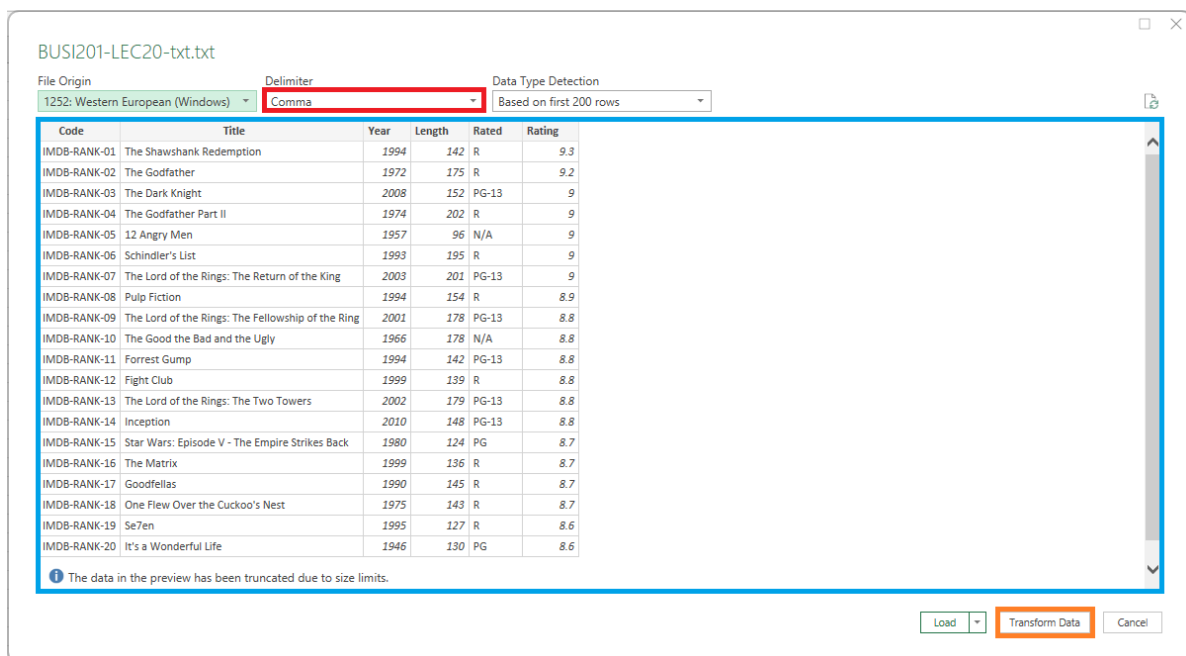 BUSI201-LEC20-txt.txt
File Origin Delimiter Data Type Detection
1252: Western European (Windows) Comma Based on first 200 rows
Code Title Year Length Rated Rating
IMDB-RANK-01 The Shawshank Redemption 1994 142 R 9.3
IMDB-RANK-02 The Godfather 1972 175 R 9.2
IMDB-RANK-03 The Dark Knight 2008 152 PG-13 9
IMDB-RANK-04 The Godfather Part II 1974 202 R 9
IMDB-RANK-05 12 Angry Men 1957 96 N/A 9
IMDB-RANK-06 Schindler's List 1993 195 R 9
IMDB-RANK-07 The Lord of the Rings: The Return of the King 2003 201 PG-13 9
IMDB-RANK-08 Pulp Fiction 1994 154 R 8.9
IMDB-RANK-09 The Lord of the Rings: The Fellowship of the Ring 2001 178 PG-13 8.8
IMDB-RANK-10 The Good the Bad and the Ugly 1966 178 N/A 8.8
IMDB-RANK-11 Forrest Gump 1994 142 PG-13 8.8
IMDB-RANK-12 Fight Club 1999 139 R 8.8
IMDB-RANK-13 The Lord of the Rings: The Two Towers 2002 179 PG-13 8.8
IMDB-RANK-14 Inception 2010 148 PG-13 8.8
IMDB-RANK-15 Star Wars: Episode V - The Empire Strikes Back 1980 124 PG 8.7
IMDB-RANK-16 The Matrix 1999 136 R 8.7
IMDB-RANK-17 Goodfellas 1990 145 R 8.7
IMDB-RANK-18 One Flew Over the Cuckoo's Nest 1975 143 R 8.7
IMDB-RANK-19 Se7en 1995 127 R 8.6
IMDB-RANK-20 It's a Wonderful Life 1946 130 PG 8.6
The data in the preview has been truncated due to size limits.
Load Transform Data Cancel